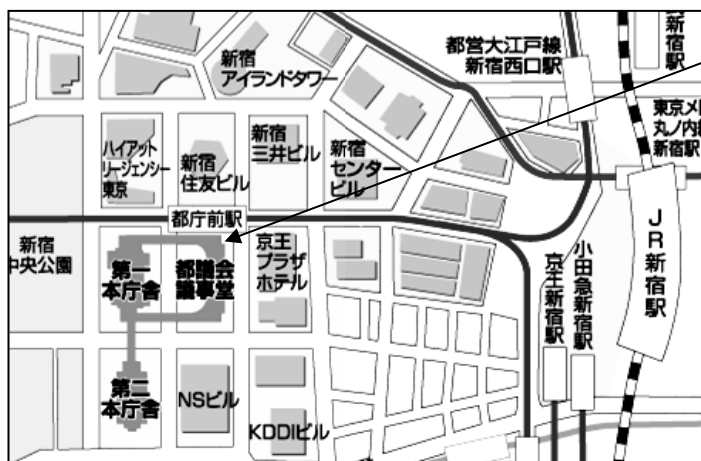 都営大江戸線
新宿西口駅
新宿
アイランドタワー
東京メト
丸ノ内線
新宿駅
新宿駅
ハイアット
リージェンシー
東京
新宿
住友ビル
新宿
三井ビル
新宿
センター
ビル
都庁前駅
新宿
中央公園
第一
本庁舎
都議会
議事堂
京王
プラザ
ホテル
JR新宿駅
小田急新宿駅
京王新宿駅
第二
本庁舎
NSビル
KDDIビル